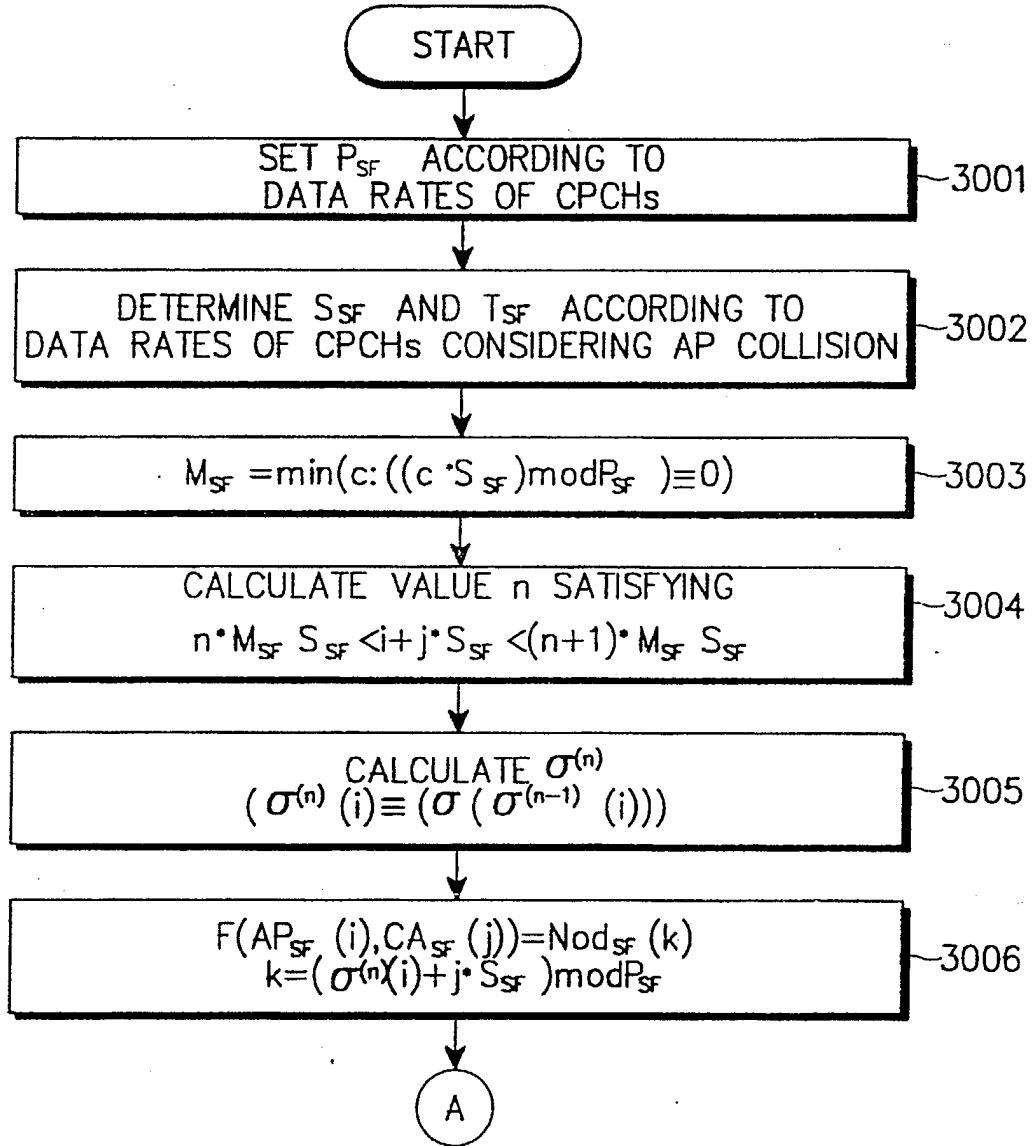 START
SET P_SF ACCORDING TO
DATA RATES OF CPCHs
3001
DETERMINE S_SF AND T_SF ACCORDING TO
DATA RATES OF CPCHs CONSIDERING AP COLLISION
3002
M_SF =min(c:((c·S_SF)modP_SF)≡0)
3003
CALCULATE VALUE n SATISFYING
n·M_SF S_SF <i+j·S_SF <(n+1)·M_SF S_SF
3004
CALCULATE σ^(n)
(σ^(n) (i)≡(σ(σ^(n-1) (i)))
3005
F(AP_SF (i),CA_SF (j))=Nod_SF (k)
k=(σ^(n)(i)+j·S_SF)modP_SF
3006
A